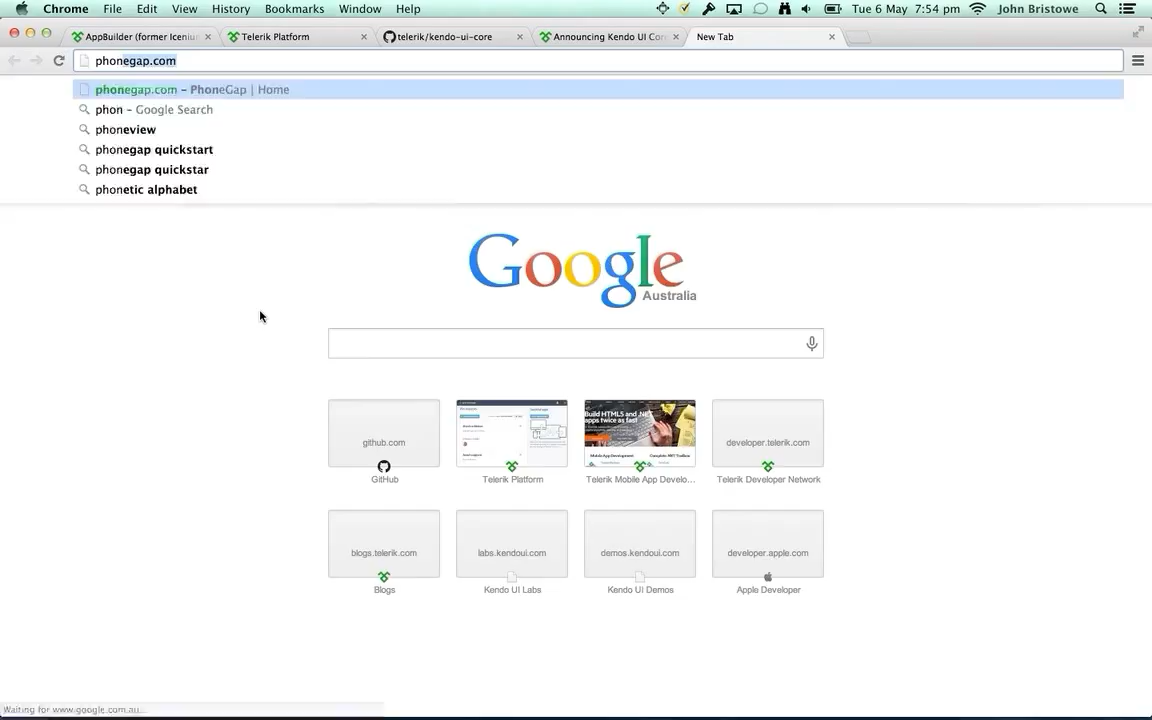 Chrome File Edit View History Bookmarks Window Help Tue 6 May 7:54 pm John Bristowe
AppBuilder (former Iceniu Telerik Platform telerik/kendo-ui-core Announcing Kendo UI Cor New Tab
phonegap.com
phonegap.com – PhoneGap | Home
phon – Google Search
phoneview
phonegap quickstart
phonegap quickstar
phonetic alphabet
Google
Australia
github.com
developer.telerik.com
Build HTML5 and .NET
apps twice as fast
GitHub Telerik Platform Telerik Mobile App Develo... Telerik Developer Network
blogs.telerik.com labs.kendoui.com demos.kendoui.com developer.apple.com
Blogs Kendo UI Labs Kendo UI Demos Apple Developer
Waiting for www.google.com.au...